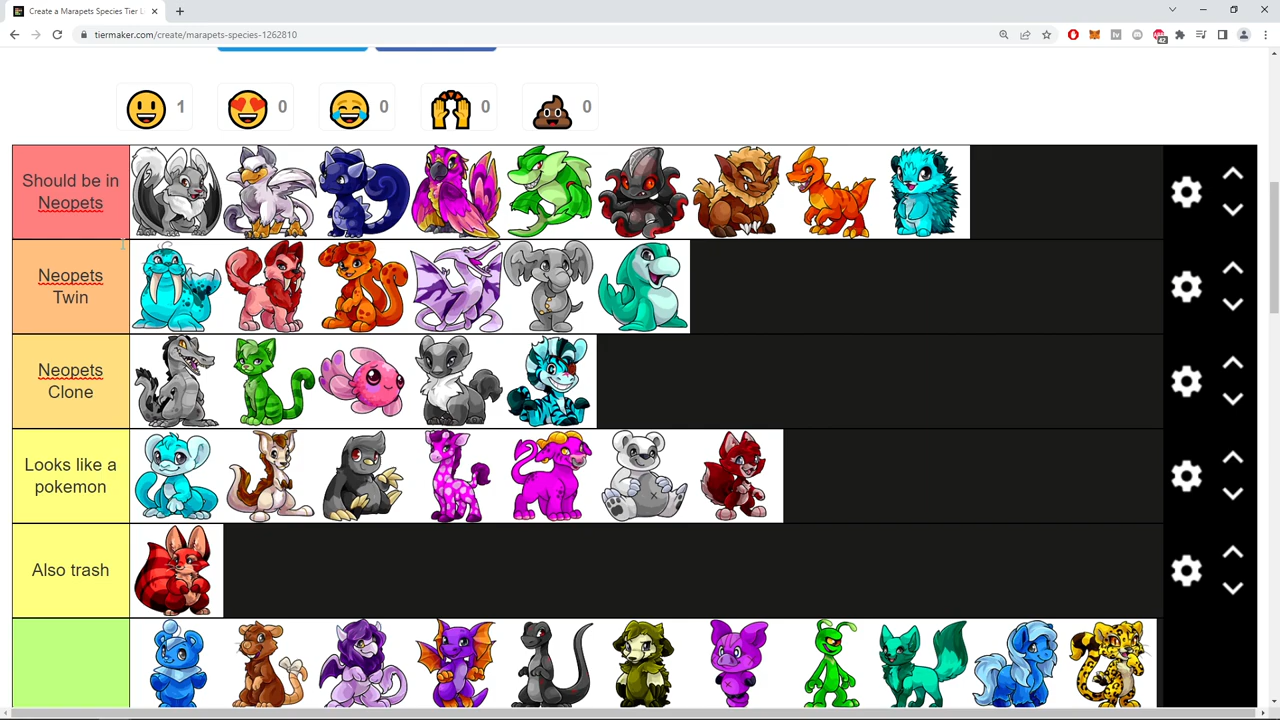 Create a Marapets Species Tier L
tiermaker.com/create/marapets-species-1262810
42
1
0
0
0
0
Should be in
Neopets
Neopets
Twin
Neopets
Clone
Looks like a
pokemon
Also trash